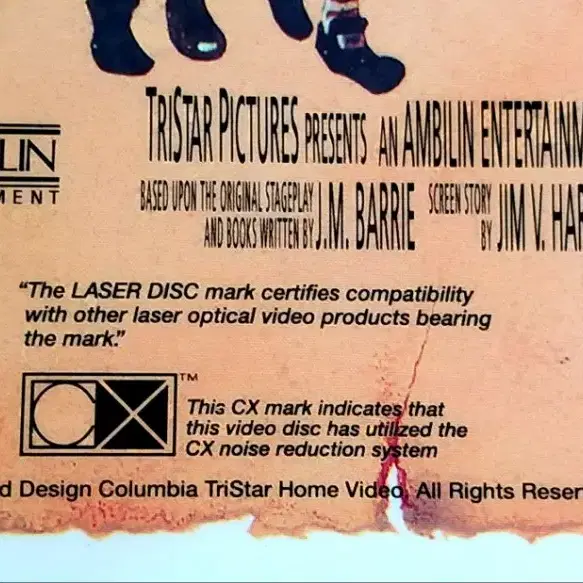 TRISTAR PICTURES PRESENTS AN AMBILIN ENTERTAINM
LIN
MENT
BASED UPON THE ORIGINAL STAGEPLAY
AND BOOKS WRITTEN BY J.M. BARRIE
SCREEN STORY
BY JIM V. HAR
“The LASER DISC mark certifies compatibility
with other laser optical video products bearing
the mark.”
CX TM
This CX mark indicates that
this video disc has utilized the
CX noise reduction system
d Design Columbia TriStar Home Video. All Rights Reser